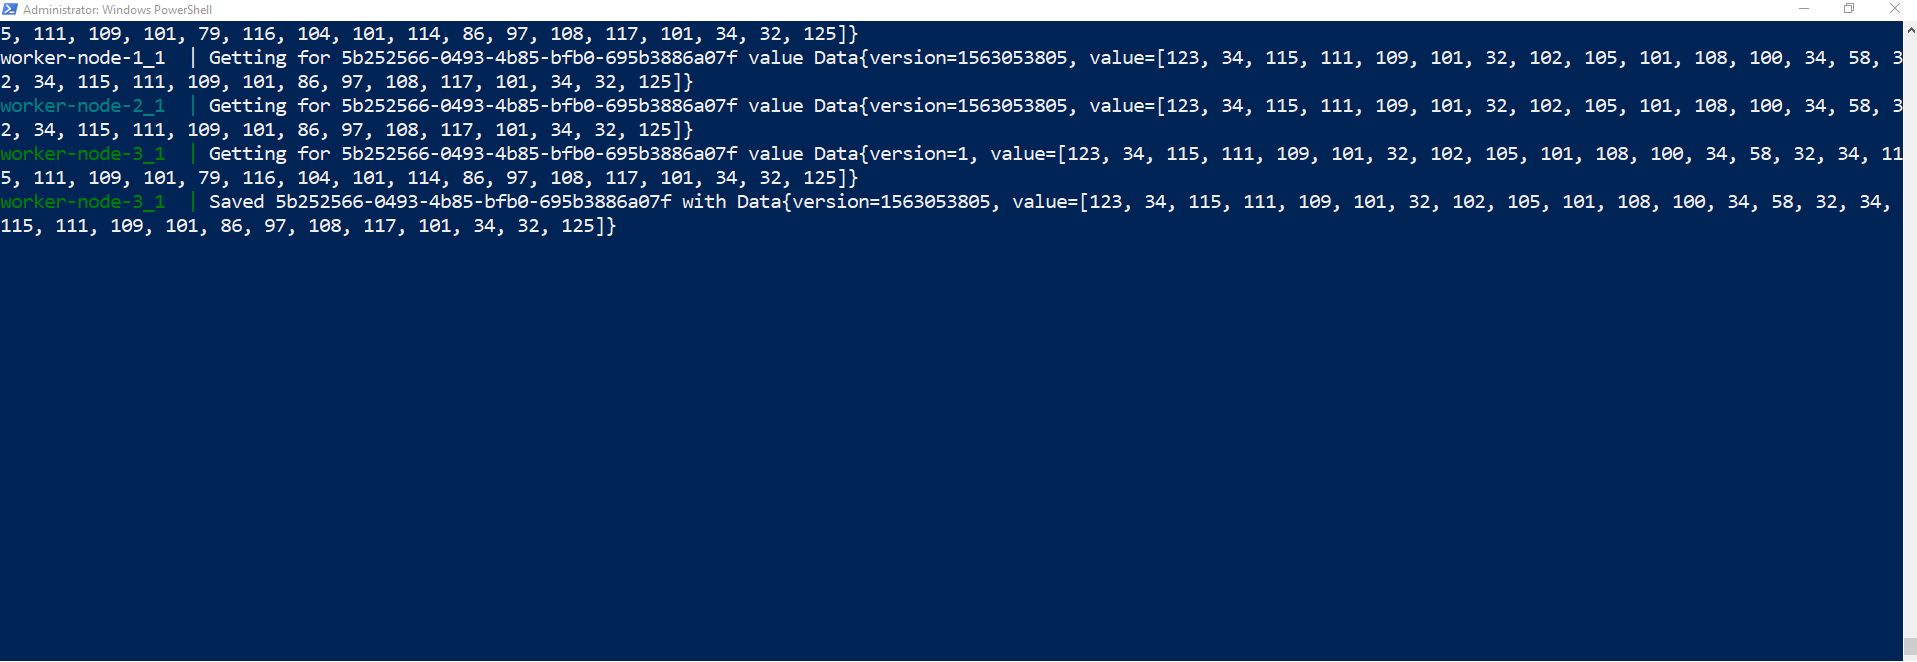 Administrator: Windows PowerShell
5, 111, 109, 101, 79, 116, 104, 101, 114, 86, 97, 108, 117, 101, 34, 32, 125]}
worker-node-1_1  | Getting for 5b252566-0493-4b85-bfb0-695b3886a07f value Data{version=1563053805, value=[123, 34, 115, 111, 109, 101, 32, 102, 105, 101, 108, 100, 34, 58, 3
2, 34, 115, 111, 109, 101, 86, 97, 108, 117, 101, 34, 32, 125]}
worker-node-2_1  | Getting for 5b252566-0493-4b85-bfb0-695b3886a07f value Data{version=1563053805, value=[123, 34, 115, 111, 109, 101, 32, 102, 105, 101, 108, 100, 34, 58, 3
2, 34, 115, 111, 109, 101, 86, 97, 108, 117, 101, 34, 32, 125]}
worker-node-3_1  | Getting for 5b252566-0493-4b85-bfb0-695b3886a07f value Data{version=1, value=[123, 34, 115, 111, 109, 101, 32, 102, 105, 101, 108, 100, 34, 58, 32, 34, 11
5, 111, 109, 101, 79, 116, 104, 101, 114, 86, 97, 108, 117, 101, 34, 32, 125]}
worker-node-3_1  | Saved 5b252566-0493-4b85-bfb0-695b3886a07f with Data{version=1563053805, value=[123, 34, 115, 111, 109, 101, 32, 102, 105, 101, 108, 100, 34, 58, 32, 34,
115, 111, 109, 101, 86, 97, 108, 117, 101, 34, 32, 125]}